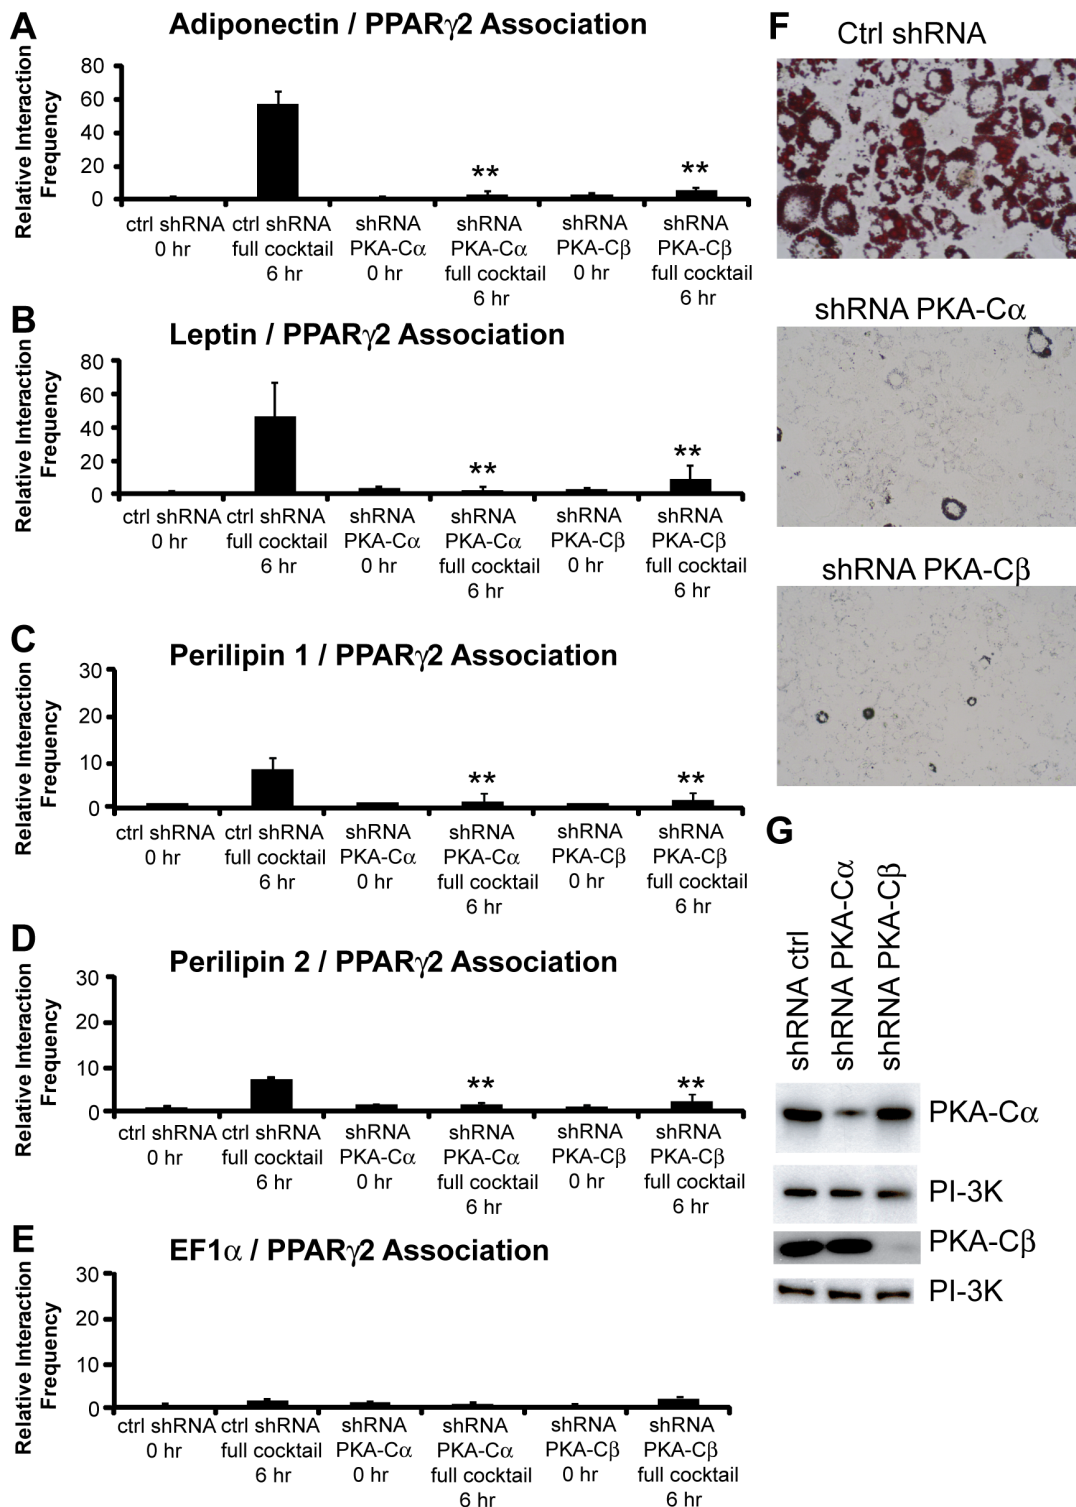 A
Adiponectin / PPARγ2 Association
Relative Interaction
Frequency
80
60
40
20
0
**
**
ctrl shRNA
0 hr
ctrl shRNA
full cocktail
6 hr
shRNA
PKA-Cα
0 hr
shRNA
PKA-Cα
full cocktail
6 hr
shRNA
PKA-Cβ
0 hr
shRNA
PKA-Cβ
full cocktail
6 hr
B
Leptin / PPARγ2 Association
Relative Interaction
Frequency
80
60
40
20
0
**
**
ctrl shRNA
0 hr
ctrl shRNA
full cocktail
6 hr
shRNA
PKA-Cα
0 hr
shRNA
PKA-Cα
full cocktail
6 hr
shRNA
PKA-Cβ
0 hr
shRNA
PKA-Cβ
full cocktail
6 hr
C
Perilipin 1 / PPARγ2 Association
Relative Interaction
Frequency
30
20
10
0
**
**
ctrl shRNA
0 hr
ctrl shRNA
full cocktail
6 hr
shRNA
PKA-Cα
0 hr
shRNA
PKA-Cα
full cocktail
6 hr
shRNA
PKA-Cβ
0 hr
shRNA
PKA-Cβ
full cocktail
6 hr
D
Perilipin 2 / PPARγ2 Association
Relative Interaction
Frequency
30
20
10
0
**
**
ctrl shRNA
0 hr
ctrl shRNA
full cocktail
6 hr
shRNA
PKA-Cα
0 hr
shRNA
PKA-Cα
full cocktail
6 hr
shRNA
PKA-Cβ
0 hr
shRNA
PKA-Cβ
full cocktail
6 hr
E
EF1α / PPARγ2 Association
Relative Interaction
Frequency
30
20
10
0
ctrl shRNA
0 hr
ctrl shRNA
full cocktail
6 hr
shRNA
PKA-Cα
0 hr
shRNA
PKA-Cα
full cocktail
6 hr
shRNA
PKA-Cβ
0 hr
shRNA
PKA-Cβ
full cocktail
6 hr
F
Ctrl shRNA
shRNA PKA-Cα
shRNA PKA-Cβ
G
shRNA ctrl
shRNA PKA-Cα
shRNA PKA-Cβ
PKA-Cα
PI-3K
PKA-Cβ
PI-3K